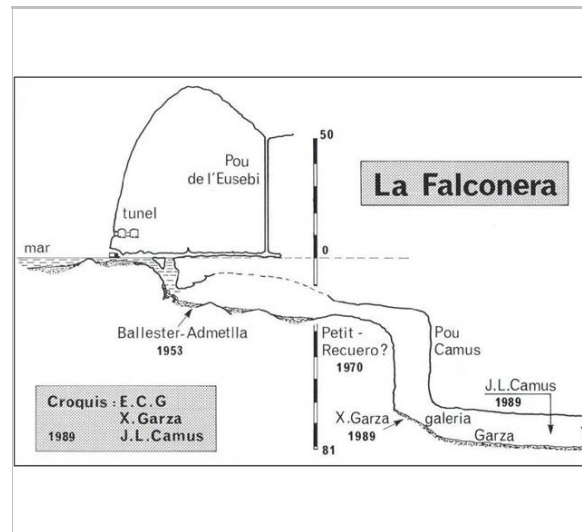 La Falconera
50
Pou
de l'Eusebi
tunel
mar
0
Ballester-Admetlla
1953
Petit-
Recuero?
1970
Pou
Camus
J.L.Camus
1989
X.Garza
1989
galeria
Garza
81
Croquis : E.C.G
X.Garza
1989 J.L.Camus